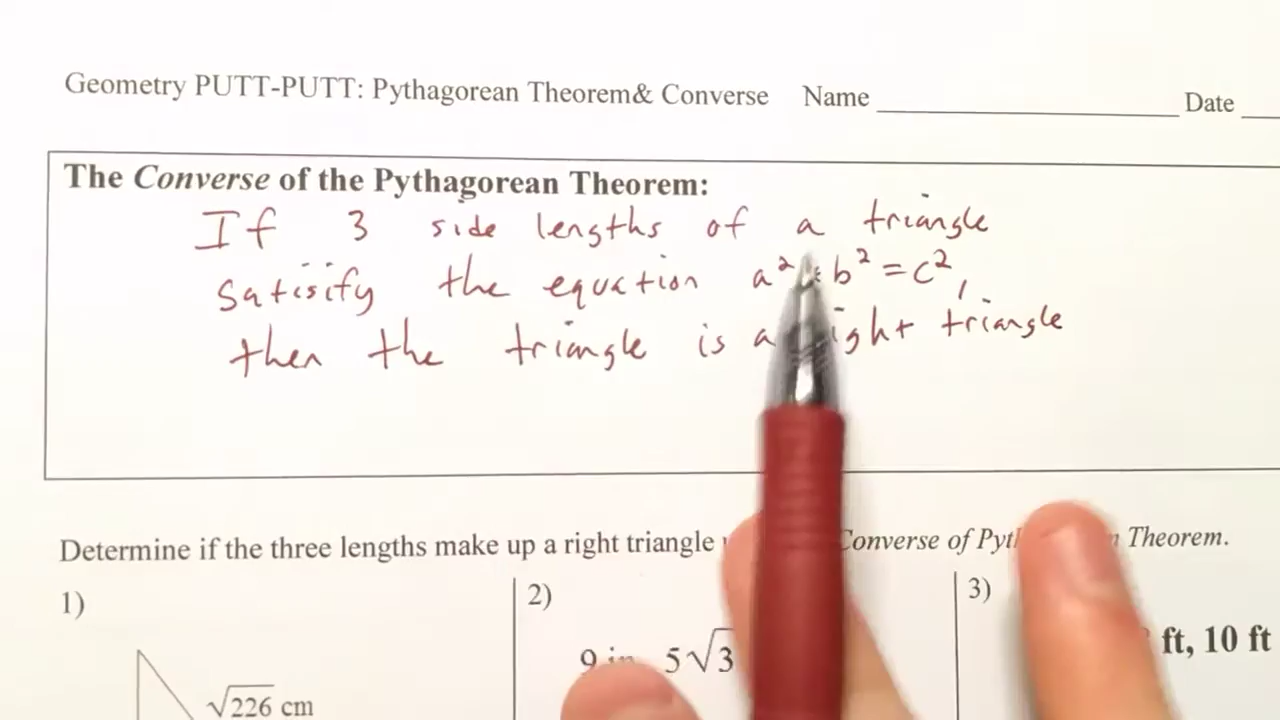 Geometry PUTT-PUTT: Pythagorean Theorem& Converse Name Date
The Converse of the Pythagorean Theorem:
If 3 side lengths of a triangle
satisify the equation a² + b² = c²,
then the triangle is a right triangle
Determine if the three lengths make up a right triangle Converse of Theorem.
1)
2)
3)
9 in 5√3
ft, 10 ft
√226 cm